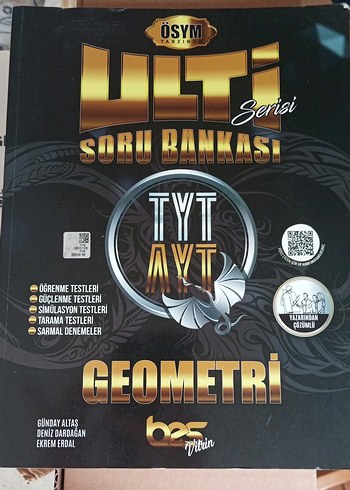 ÖSYM
TARZINDA
ULTİ
Serisi
SORU BANKASI
TYT
AYT
ÖĞRENME TESTLERİ
GÜÇLENME TESTLERİ
SİMÜLASYON TESTLERİ
TARAMA TESTLERİ
SARMAL DENEMELER
YAZARINDAN
ÇÖZÜMLÜ
GEOMETRİ
GÜNDAY ALTAŞ
DENİZ DARDAĞAN
EKREM ERDAL
bes
Vitrin